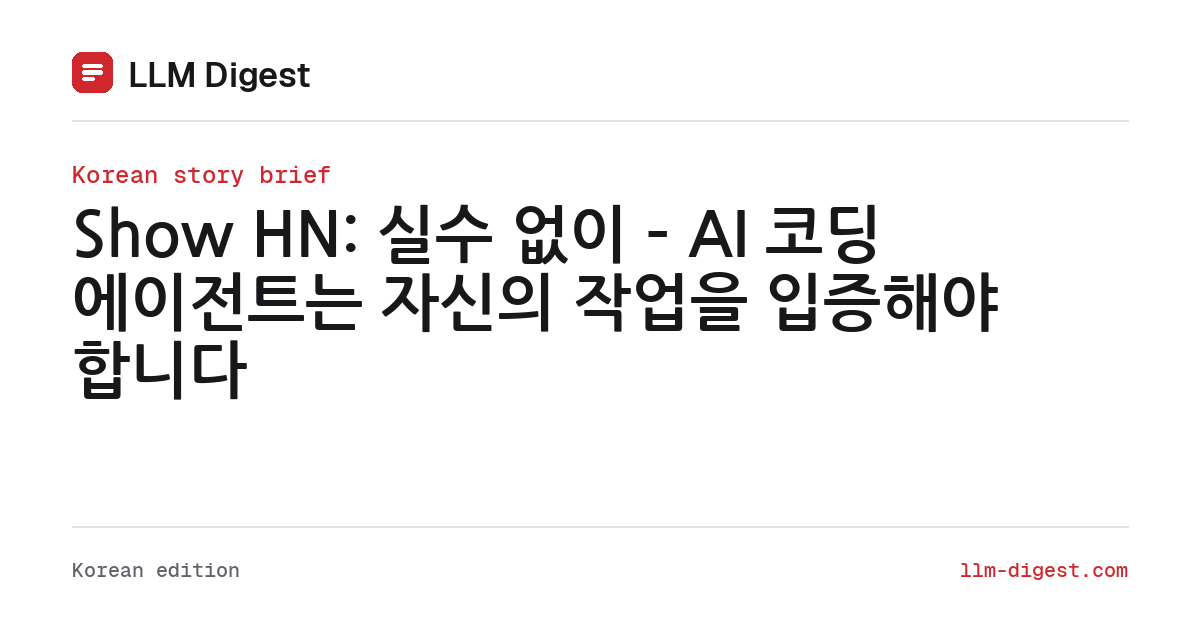 LLM Digest
Korean story brief
Show HN: 실수 없이 - AI 코딩
에이전트는 자신의 작업을 입증해야
합니다
Korean edition
llm-digest.com